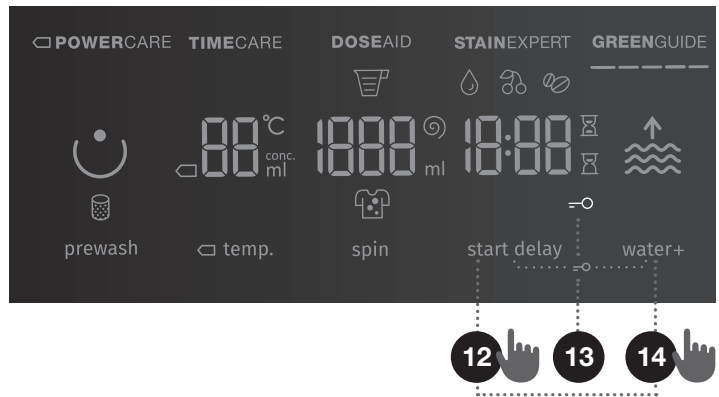 POWERCARE TIMECARE DOSEAID STAINEXPERT GREENGUIDE
88 °C 1888 18:88
conc.
ml ml
prewash temp. spin start delay water+
12 13 14